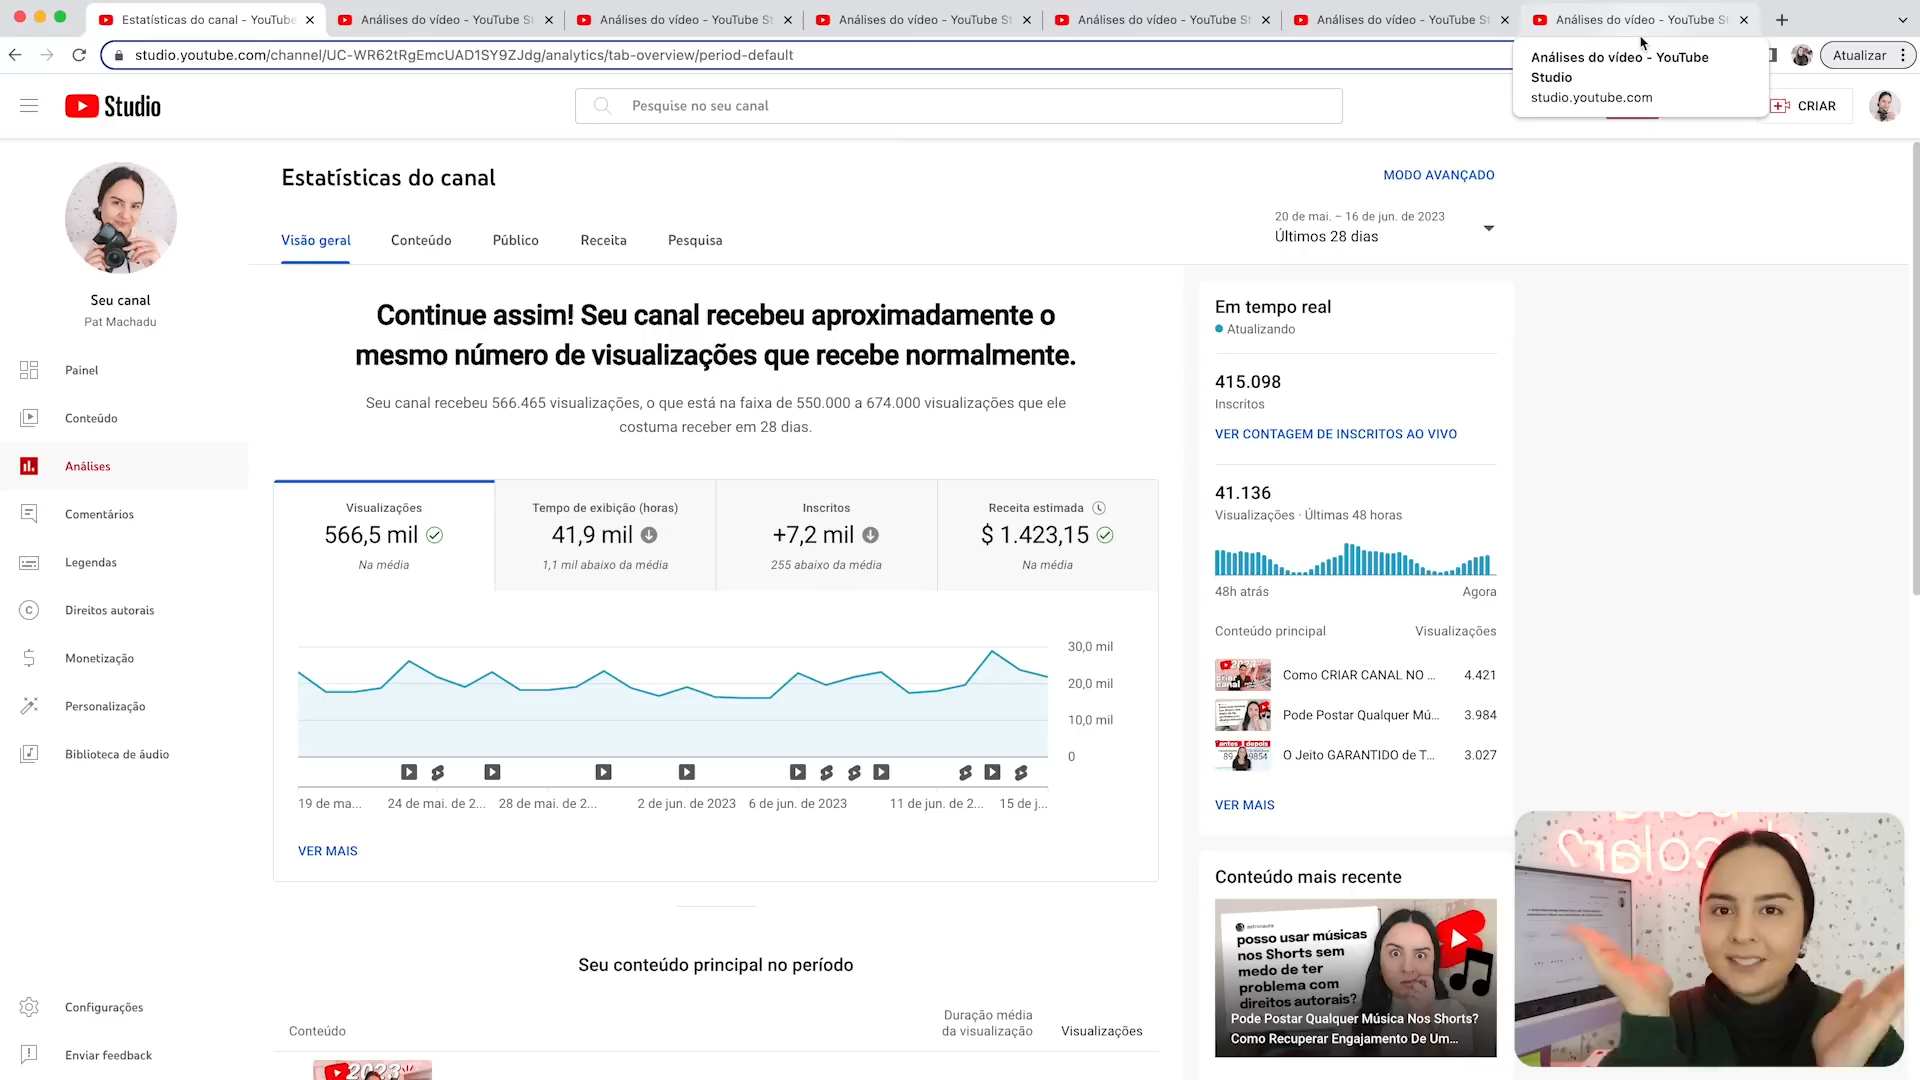 Estatísticas do canal - YouTube
Análises do vídeo - YouTube St
Análises do vídeo - YouTube St
Análises do vídeo - YouTube St
Análises do vídeo - YouTube St
Análises do vídeo - YouTube St
Análises do vídeo - YouTube St
studio.youtube.com/channel/UC-WR62tRgEmcUAD1SY9ZJdg/analytics/tab-overview/period-default
Atualizar
Análises do vídeo - YouTube
Studio
studio.youtube.com
Studio
Pesquise no seu canal
CRIAR
Seu canal
Pat Machadu
Painel
Conteúdo
Análises
Comentários
Legendas
Direitos autorais
Monetização
Personalização
Biblioteca de áudio
Configurações
Enviar feedback
Estatísticas do canal
MODO AVANÇADO
Visão geral
Conteúdo
Público
Receita
Pesquisa
20 de mai. – 16 de jun. de 2023
Últimos 28 dias
Continue assim! Seu canal recebeu aproximadamente o
mesmo número de visualizações que recebe normalmente.
Seu canal recebeu 566.465 visualizações, o que está na faixa de 550.000 a 674.000 visualizações que ele
costuma receber em 28 dias.
Visualizações
566,5 mil
Na média
Tempo de exibição (horas)
41,9 mil
1,1 mil abaixo da média
Inscritos
+7,2 mil
255 abaixo da média
Receita estimada
$ 1.423,15
Na média
30,0 mil
20,0 mil
10,0 mil
0
19 de ma...
24 de mai. de 2...
28 de mai. de 2...
2 de jun. de 2023
6 de jun. de 2023
11 de jun. de 2...
15 de j...
VER MAIS
Seu conteúdo principal no período
Conteúdo
Duração média
da visualização
Visualizações
2023
Em tempo real
Atualizando
415.098
Inscritos
VER CONTAGEM DE INSCRITOS AO VIVO
41.136
Visualizações · Últimas 48 horas
48h atrás
Agora
Conteúdo principal
Visualizações
Como CRIAR CANAL NO ...
4.421
Pode Postar Qualquer Mú...
3.984
antes depois
89 9854
O Jeito GARANTIDO de T...
3.027
VER MAIS
Conteúdo mais recente
astronauta
posso usar músicas
nos Shorts sem
medo de ter
problema com
direitos autorais?
Pode Postar Qualquer Música Nos Shorts?
Como Recuperar Engajamento De Um...